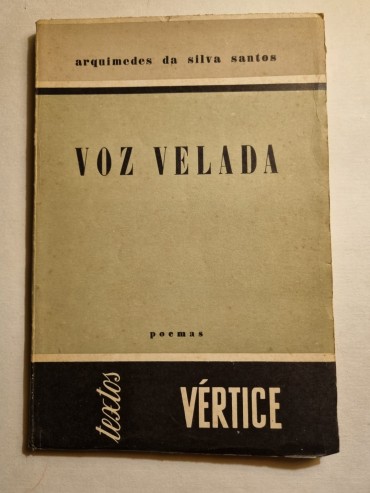 arquimedes da silva santos
VOZ VELADA
poemas
textos
VÉRTICE